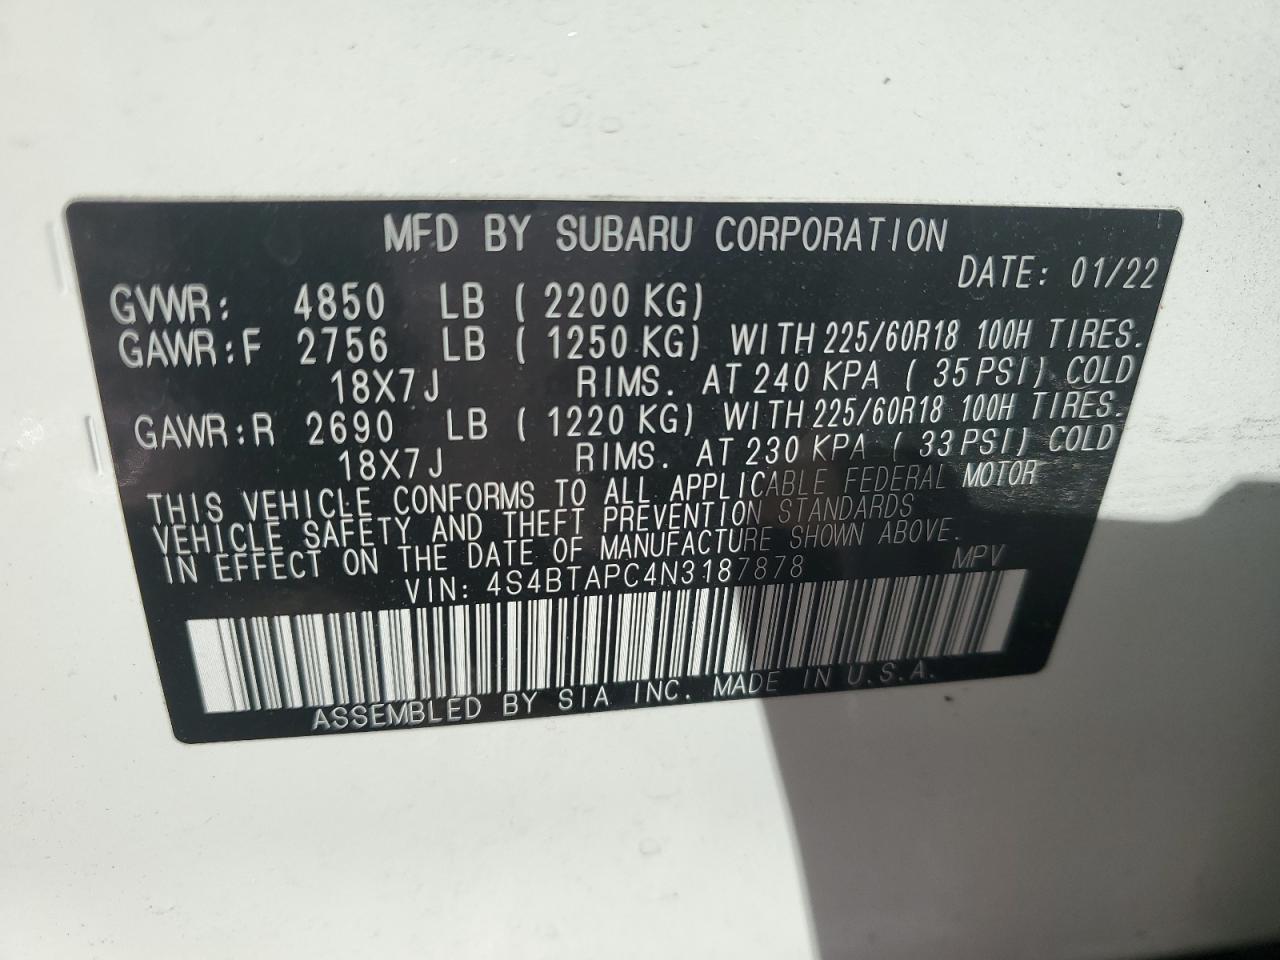 MFD BY SUBARU CORPORATION
DATE: 01/22
GVWR: 4850 LB ( 2200 KG)
GAWR:F 2756 LB ( 1250 KG) WITH 225/60R18 100H TIRES.
18X7J RIMS. AT 240 KPA ( 35 PSI) COLD
GAWR:R 2690 LB ( 1220 KG) WITH 225/60R18 100H TIRES.
18X7J RIMS. AT 230 KPA ( 33 PSI) COLD
THIS VEHICLE CONFORMS TO ALL APPLICABLE FEDERAL MOTOR
VEHICLE SAFETY AND THEFT PREVENTION STANDARDS
IN EFFECT ON THE DATE OF MANUFACTURE SHOWN ABOVE.
VIN: 4S4BTAPC4N3187878 MPV
ASSEMBLED BY SIA INC. MADE IN U.S.A.